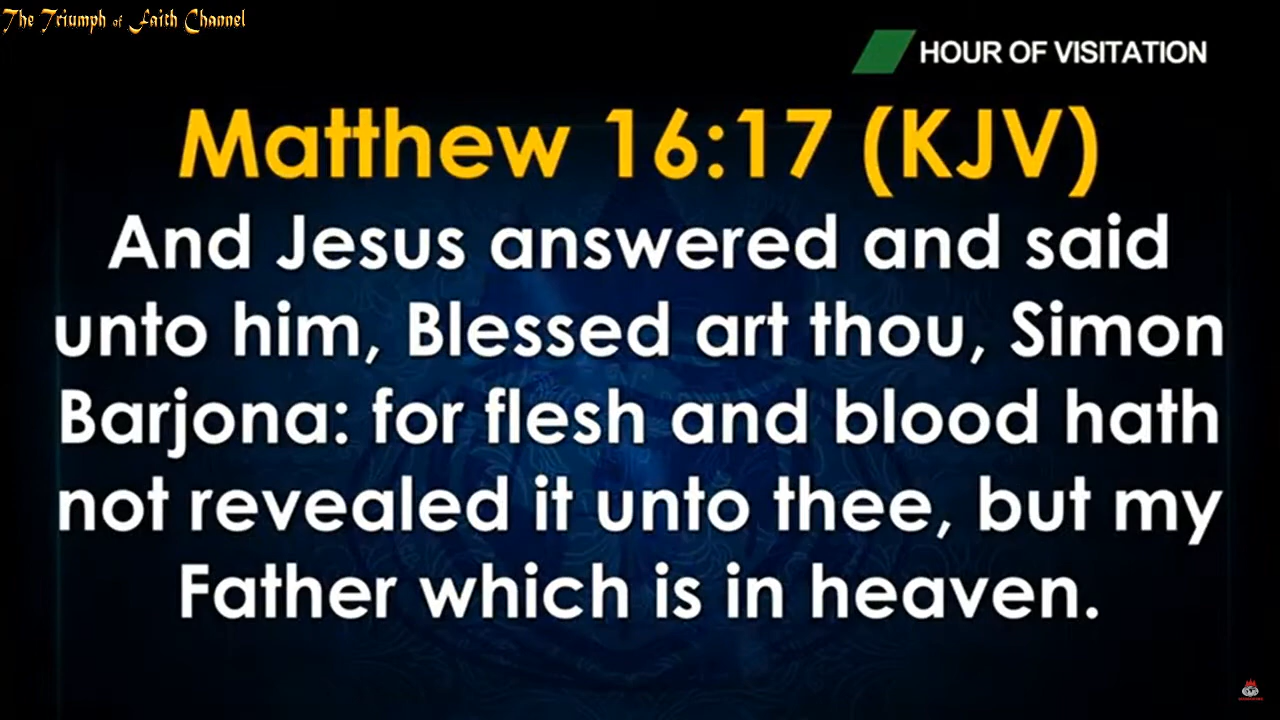 The Triumph of Faith Channel
HOUR OF VISITATION
Matthew 16:17 (KJV)
And Jesus answered and said
unto him, Blessed art thou, Simon
Barjona: for flesh and blood hath
not revealed it unto thee, but my
Father which is in heaven.